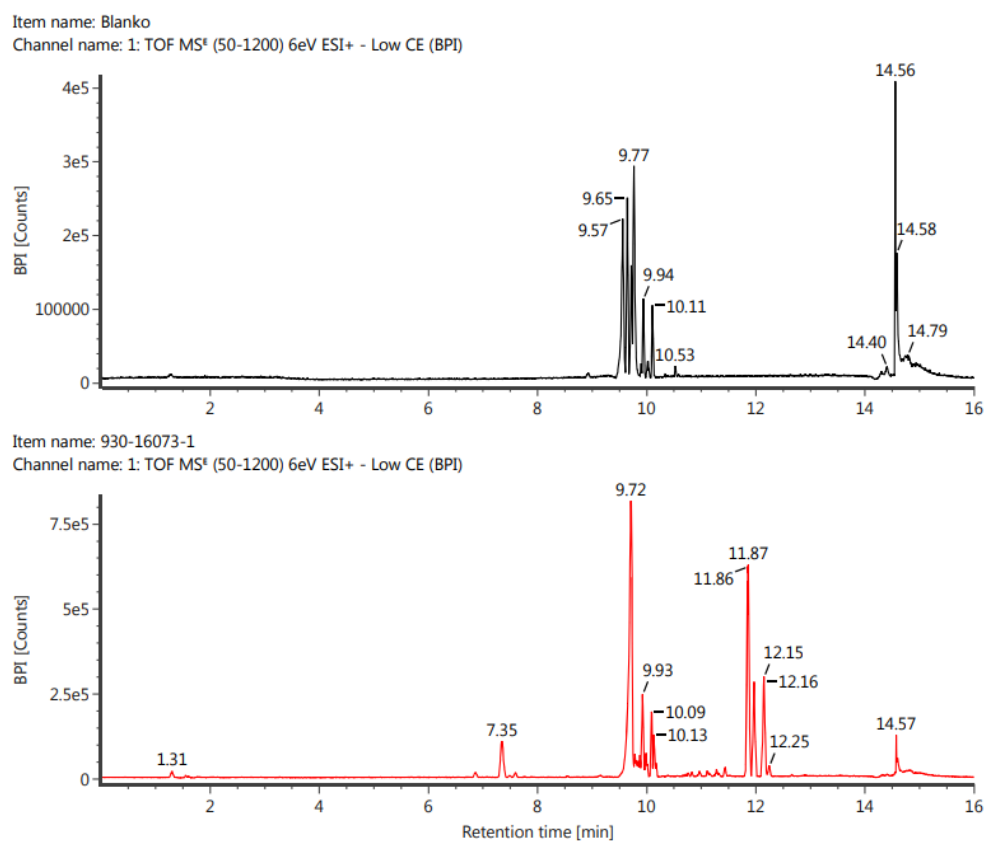 Item name: Blanko
Channel name: 1: TOF MSᴱ (50-1200) 6eV ESI+ - Low CE (BPI)
14.56
4e5
9.77
3e5
9.65
9.57
14.58
2e5
BPI [Counts]
9.94
10.11
100000
14.40
14.79
10.53
0
2 4 6 8 10 12 14 16
Item name: 930-16073-1
Channel name: 1: TOF MSᴱ (50-1200) 6eV ESI+ - Low CE (BPI)
9.72
7.5e5
11.87
11.86
5e5
BPI [Counts]
12.15
9.93
12.16
2.5e5
10.09
7.35
14.57
10.13
12.25
1.31
0
2 4 6 8 10 12 14 16
Retention time [min]